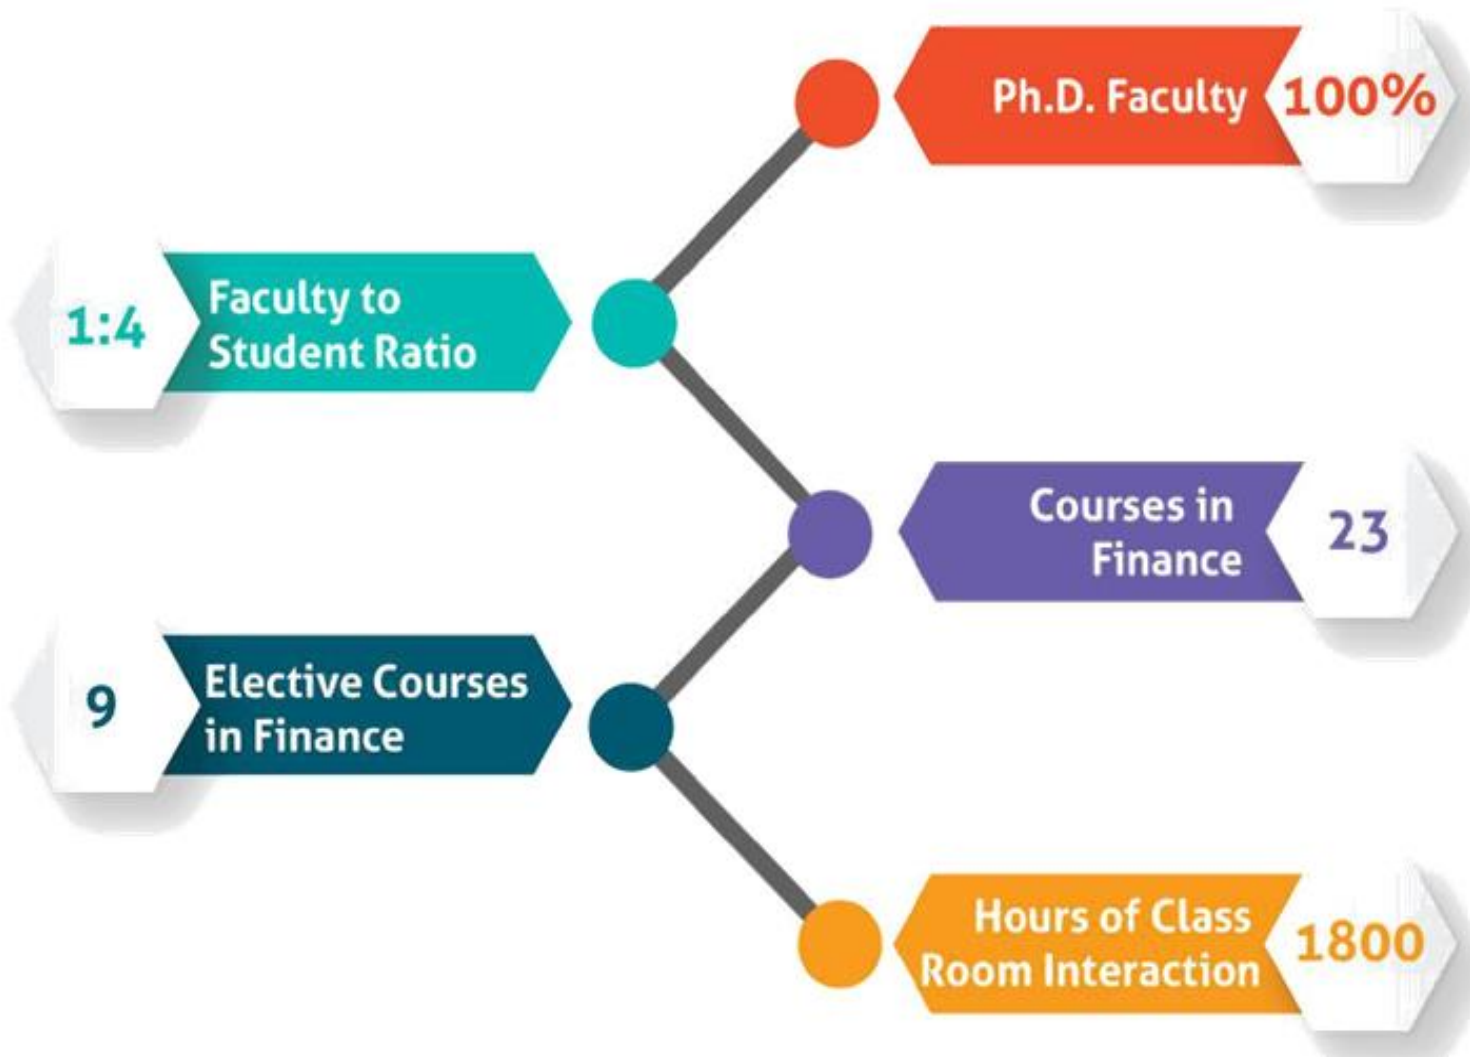 Ph.D. Faculty 100%
1:4 Faculty to
Student Ratio
Courses in
Finance 23
9 Elective Courses
in Finance
Hours of Class
Room Interaction 1800